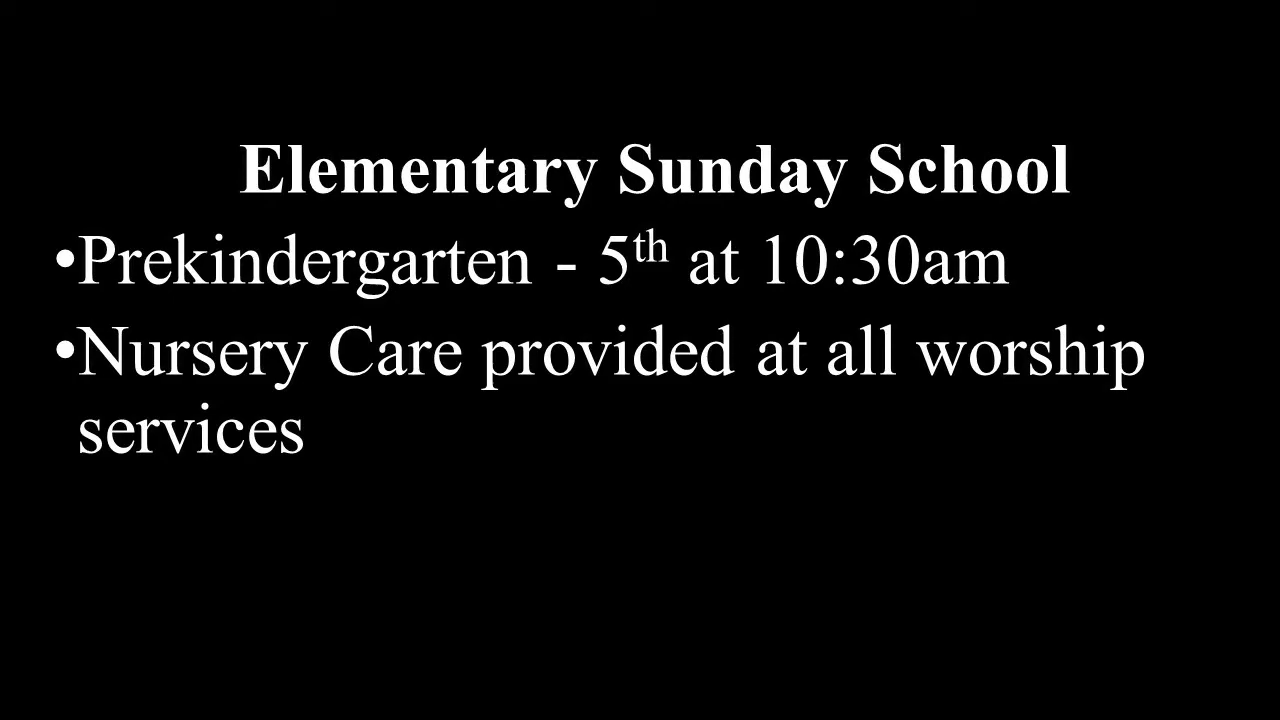 Elementary Sunday School
•Prekindergarten - 5th at 10:30am
•Nursery Care provided at all worship
services